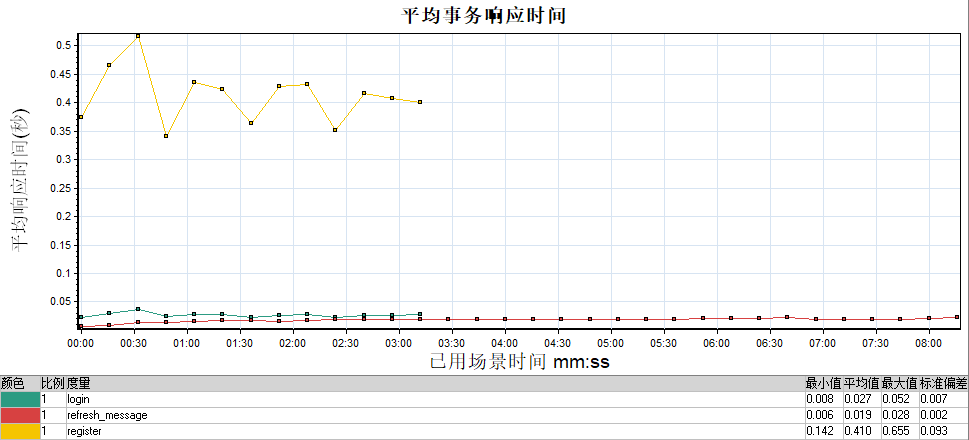 平均事务响应时间
平均响应时间(秒)
0.5
0.45
0.4
0.35
0.3
0.25
0.2
0.15
0.1
0.05
00:00 00:30 01:00 01:30 02:00 02:30 03:00 03:30 04:00 04:30 05:00 05:30 06:00 06:30 07:00 07:30 08:00
已用场景时间 mm:ss
颜色 比例 度量 最小值 平均值 最大值 标准偏差
1 login 0.008 0.027 0.052 0.007
1 refresh_message 0.006 0.019 0.028 0.002
1 register 0.142 0.410 0.655 0.093